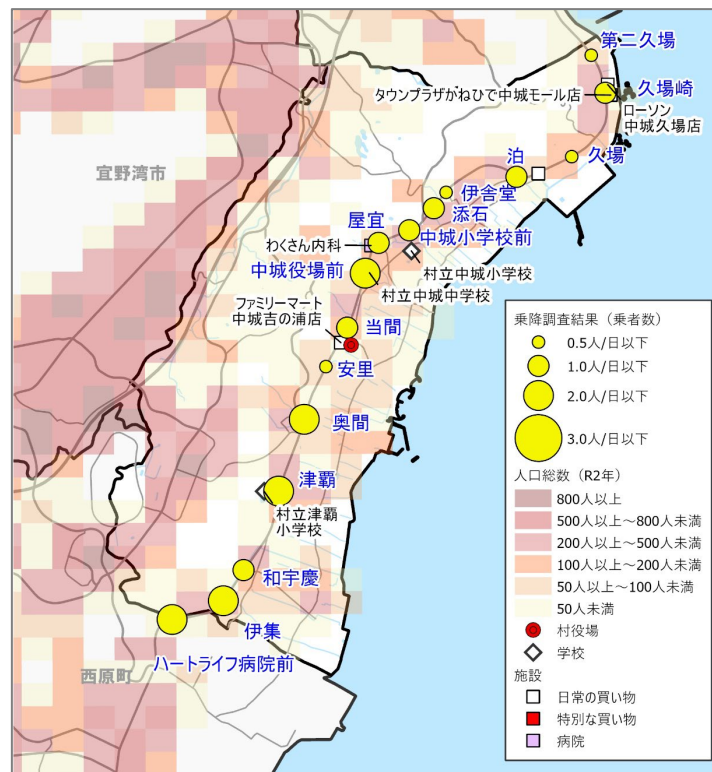 第二久場
タウンプラザかねひで中城モール店
久場崎
ローソン
中城久場店
宜野湾市
泊
久場
伊舎堂
添石
屋宜
わくさん内科
中城小学校前
村立中城小学校
中城役場前
村立中城中学校
ファミリーマート
中城吉の浦店
当間
安里
奥間
津覇
村立津覇
小学校
和宇慶
伊集
ハートライフ病院前
西原町
乗降調査結果（乗者数）
0.5人/日以下
1.0人/日以下
2.0人/日以下
3.0人/日以下
人口総数（R2年）
800人以上
500人以上～800人未満
200人以上～500人未満
100人以上～200人未満
50人以上～100人未満
50人未満
村役場
学校
施設
日常の買い物
特別な買い物
病院